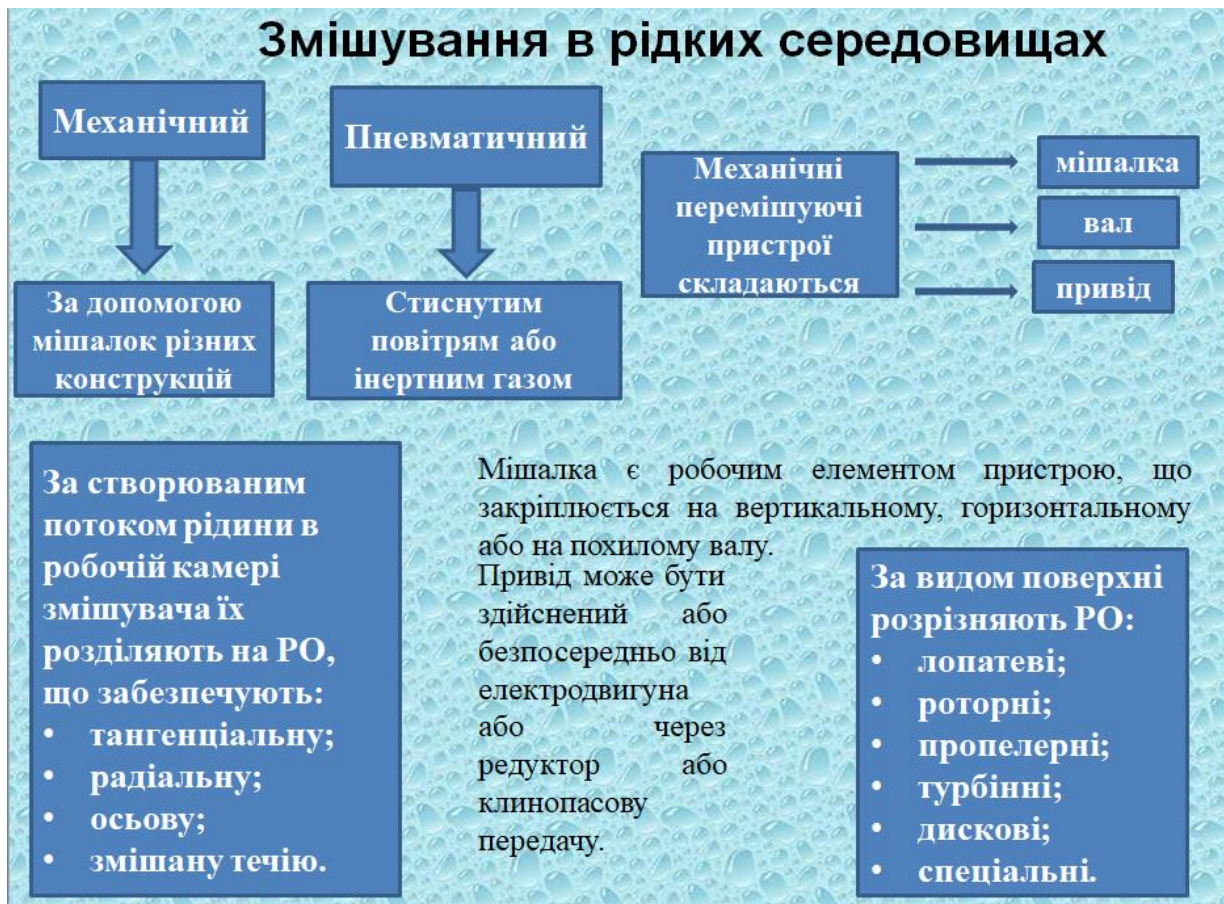 Змішування в рідких середовищах
Механічний
Пневматичний
Механічні
перемішуючі
пристрої
складаються
мішалка
вал
привід
За допомогою
мішалок різних
конструкцій
Стиснутим
повітрям або
інертним газом
За створюваним
потоком рідини в
робочій камері
змішувача їх
розділяють на РО,
що забезпечують:
• тангенціальну;
• радіальну;
• осьову;
• змішану течію.
Мішалка є робочим елементом пристрою, що
закріплюється на вертикальному, горизонтальному
або на похилому валу.
Привід може бути
здійснений або
безпосередньо від
електродвигуна
або через
редуктор або
клинопасову
передачу.
За видом поверхні
розрізняють РО:
• лопатеві;
• роторні;
• пропелерні;
• турбінні;
• дискові;
• спеціальні.